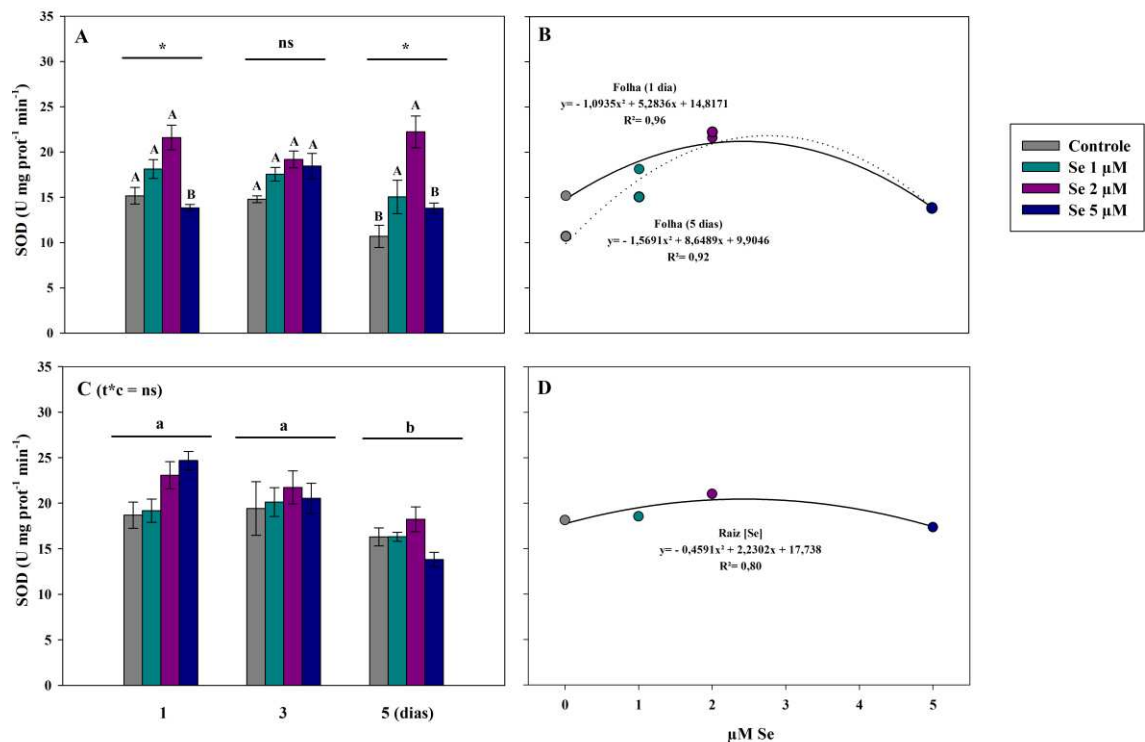 A
35
30
25
20
15
10
5
0
SOD (U mg prot⁻¹ min⁻¹)
*
ns
*
A
A
A
B
A
A
A
A
B
A
A
B
B
Folha (1 dia)
y= - 1,0935x² + 5,2836x + 14,8171
R²= 0,96
Folha (5 dias)
y= - 1,5691x² + 8,6489x + 9,9046
R²= 0,92
Controle
Se 1 µM
Se 2 µM
Se 5 µM
C (t*c = ns)
35
30
25
20
15
10
5
0
SOD (U mg prot⁻¹ min⁻¹)
a
a
b
1
3
5 (dias)
D
Raiz [Se]
y= - 0,4591x² + 2,2302x + 17,738
R²= 0,80
0
1
2
3
4
5
µM Se